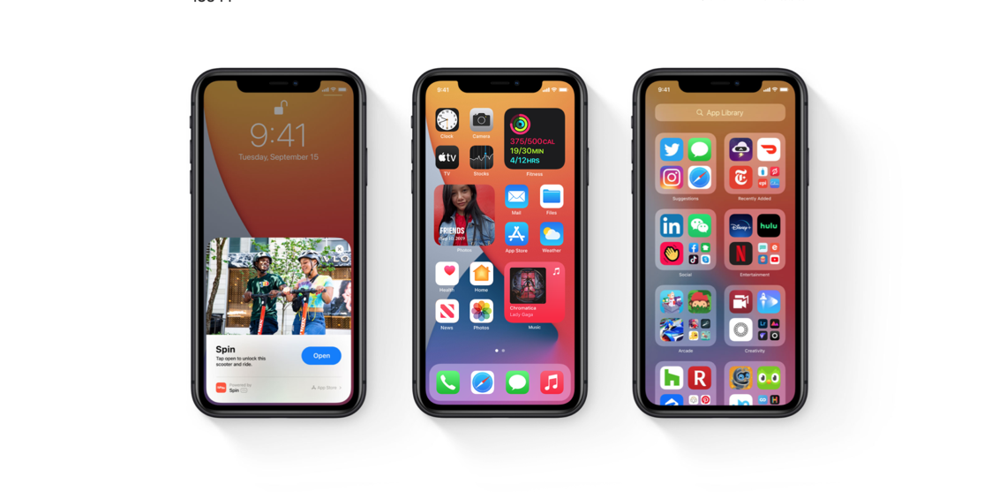 9:41
Tuesday, September 15
Spin
Tap open to unlock this
scooter and ride.
Open
Powered by
Spin
App Store
9:41
Clock
Camera
375/500CAL
19/30MIN
4/12HRS
tv
TV
Stocks
Fitness
FRIENDS
Sep 10, 2019
Photos
Mail
Files
App Store
Weather
Health
Home
Chromatica
Lady Gaga
News
Photos
Music
9:41
App Library
Suggestions
Recently Added
in
Disney+
hulu
Social
Entertainment
Arcade
Creativity